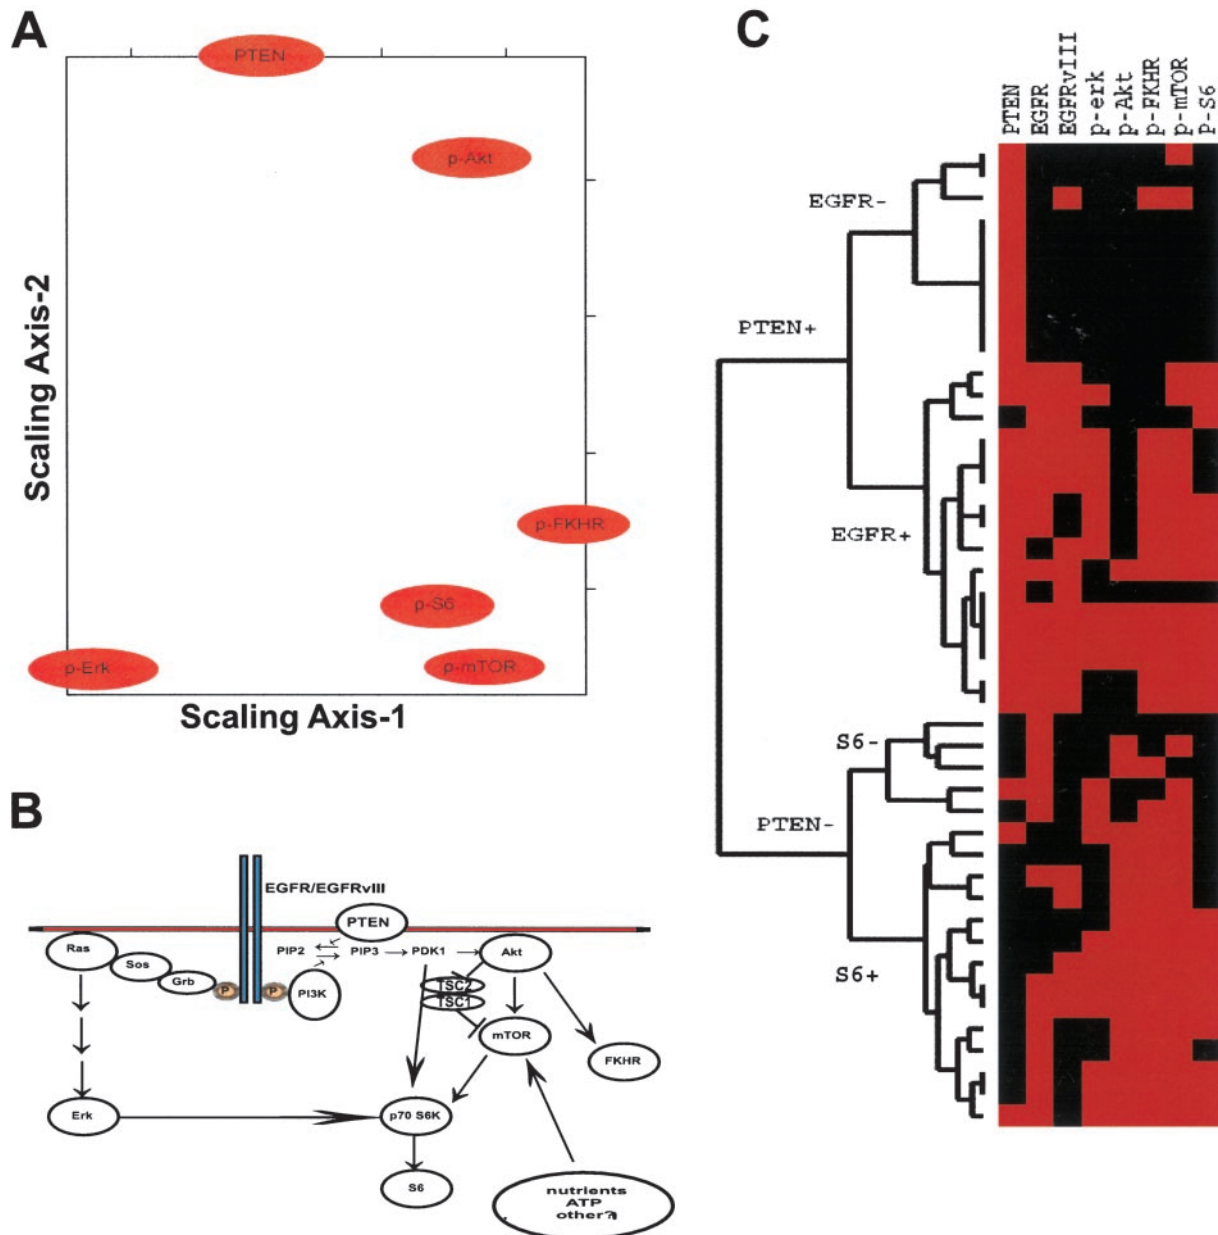 A
PTEN
p-Akt
p-FKHR
p-S6
p-Erk
p-mTOR
Scaling Axis-2
Scaling Axis-1
B
EGFR/EGFRvIII
PTEN
Ras
Sos
Grb
P
P
PI3K
PIP2
PIP3
PDK1
Akt
TSC2
TSC1
mTOR
FKHR
Erk
p70 S6K
S6
nutrients
ATP
other?
C
PTEN
EGFR
EGFRvIII
p-erk
p-Akt
p-FKHR
p-mTOR
p-S6
EGFR-
PTEN+
EGFR+
S6-
PTEN-
S6+